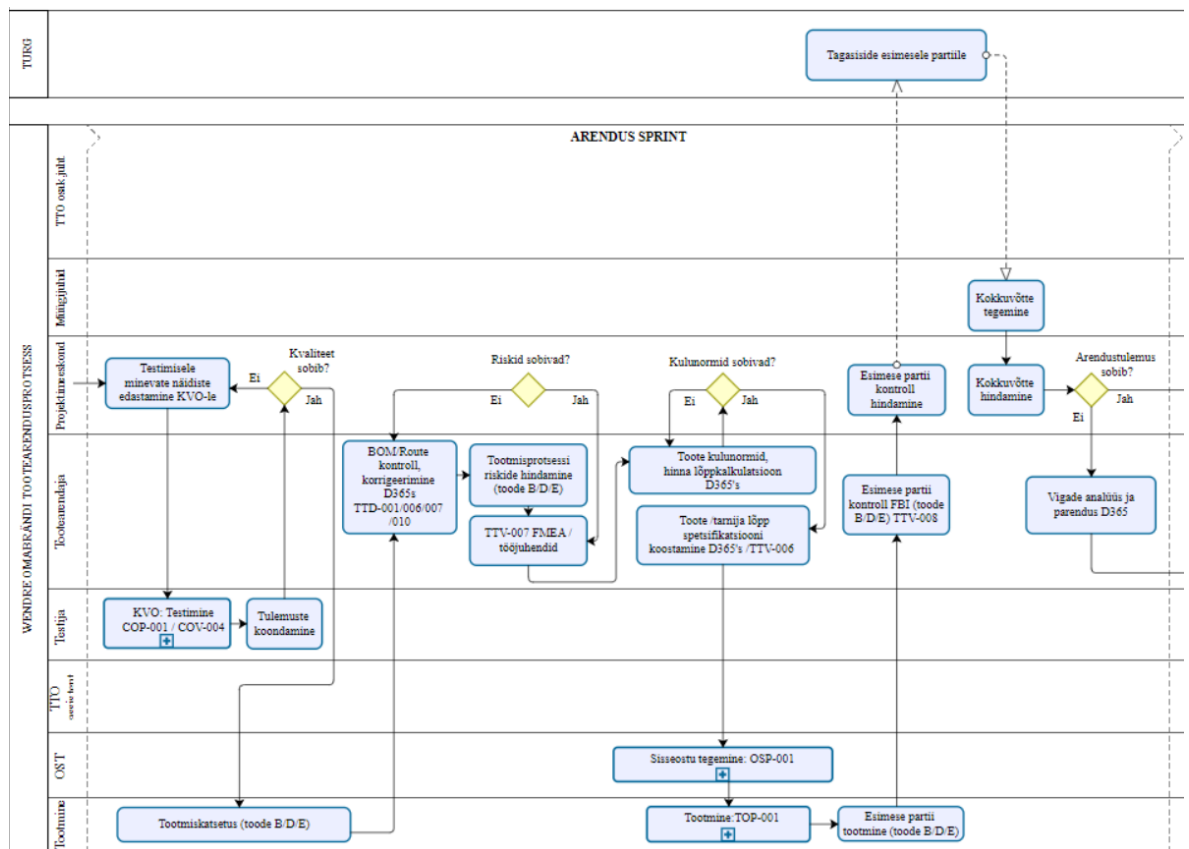 TURG
Tagasiside esimesele partiile
WENDRE OMABRÄNDI TOOTEARENDUSPROTSESS
ARENDUS SPRINT
TTO osak.juht
Müügijuhid
Kokkuvõtte
tegemine
Projektimeeskond
Testimisele
minevate näidiste
edastamine KVO-le
Kvaliteet
sobib?
Ei
Jah
Riskid sobivad?
Ei
Jah
Kulunormid sobivad?
Ei
Jah
Esimese partii
kontroll
hindamine
Kokkuvõtte
hindamine
Arendustulemus
sobib?
Ei
Jah
Tootearendaja
BOM/Route
kontroll,
korrigeerimine
D365s
TTD-001/006/007
/010
Tootmisprotsessi
riskide hindamine
(toode B/D/E)
TTV-007 FMEA /
tööjuhendid
Toote kulunormid,
hinna lõppkalkulatsioon
D365's
Toote /tarnija lõpp
spetsifikatsiooni
koostamine D365's /TTV-006
Esimese partii
kontroll FBI (toode
B/D/E) TTV-008
Vigade analüüs ja
parendus D365
Testija
KVO: Testimine
COP-001 / COV-004
Tulemuste
koondamine
TTO
OST
Sisseostu tegemine: OSP-001
Tootmine
Tootmiskatsetus (toode B/D/E)
Tootmine:TOP-001
Esimese partii
tootmine (toode B/D/E)